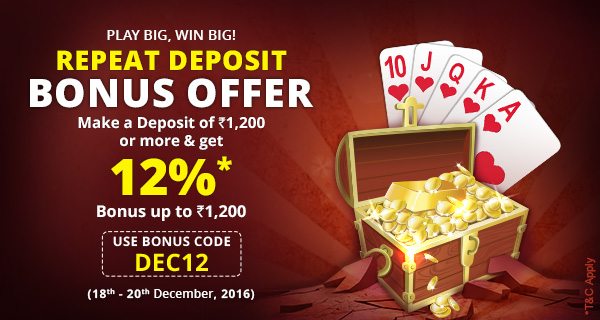 PLAY BIG, WIN BIG!
REPEAT DEPOSIT
BONUS OFFER
Make a Deposit of ₹1,200
or more & get
12%*
Bonus up to ₹1,200
USE BONUS CODE
DEC12
(18th - 20th December, 2016)
10
J
Q
K
A
*T&C Apply